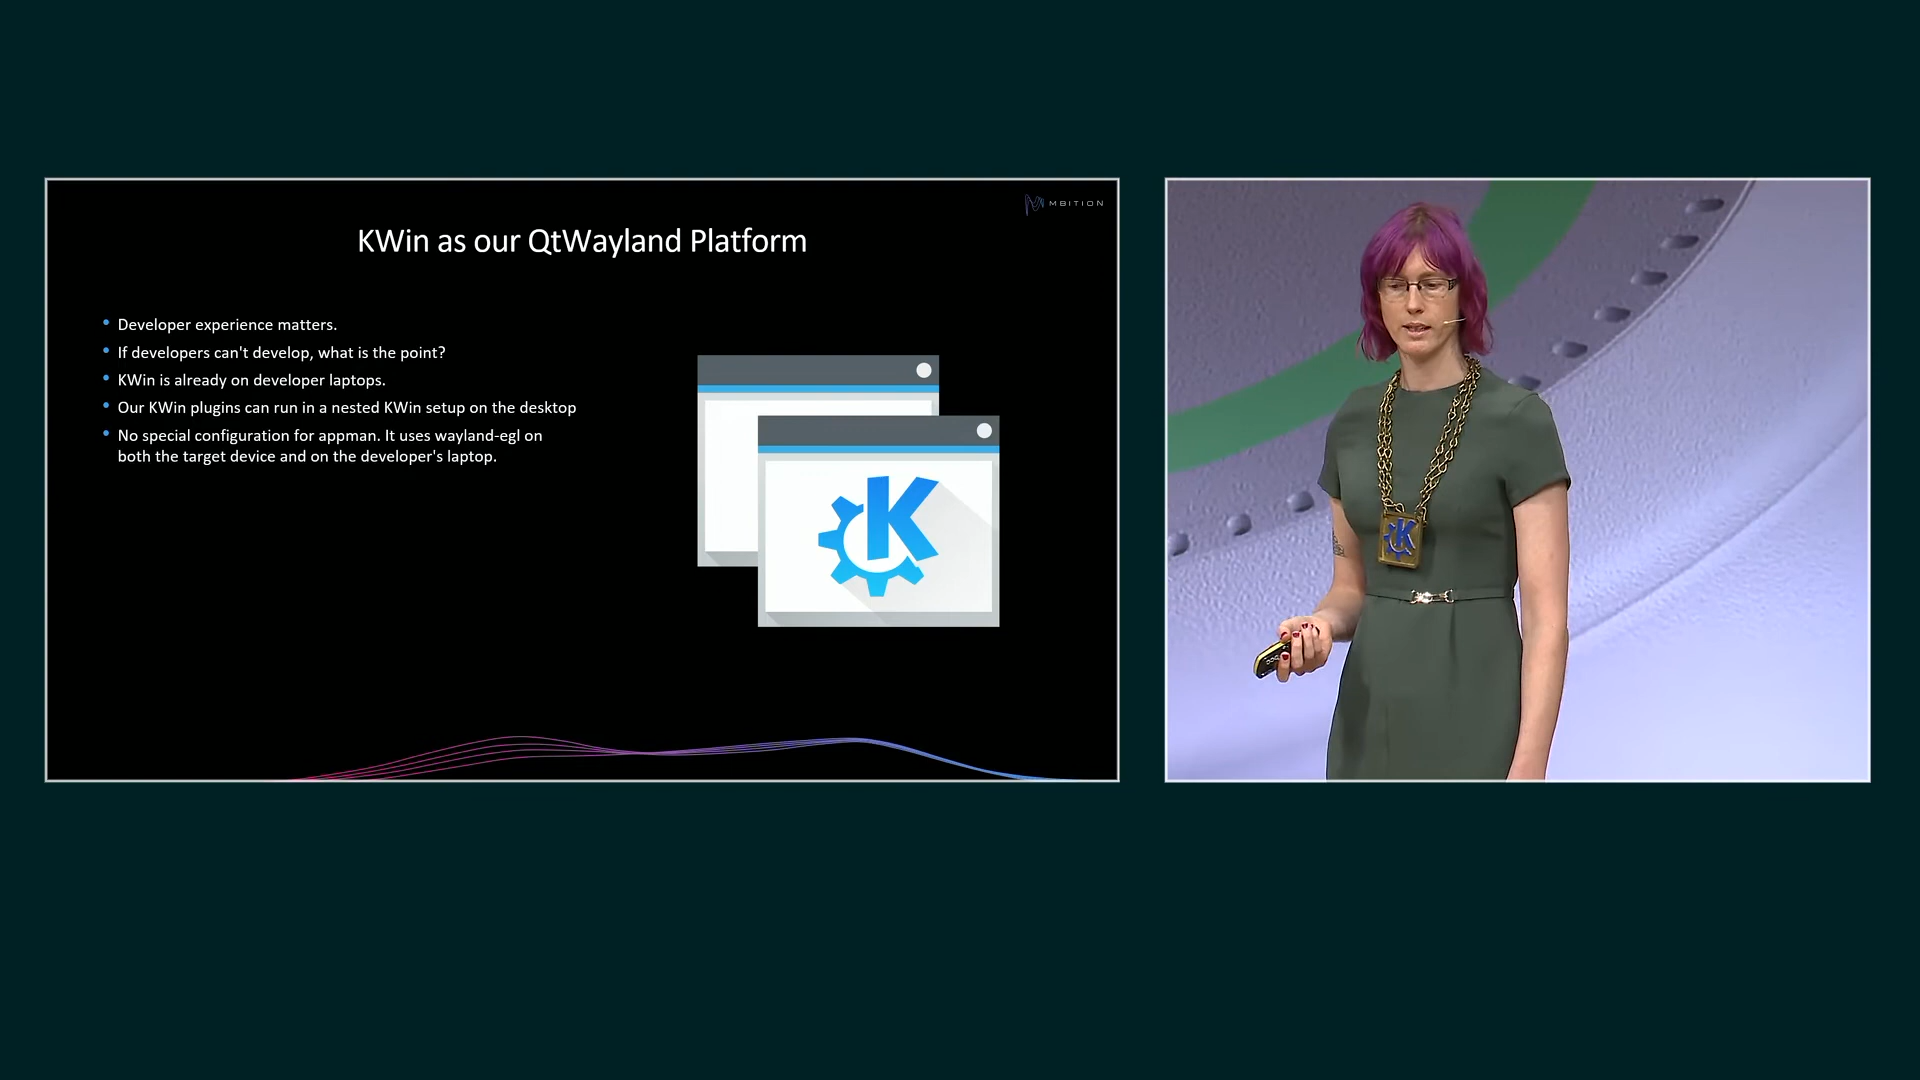 MBITION
KWin as our QtWayland Platform
• Developer experience matters.
• If developers can't develop, what is the point?
• KWin is already on developer laptops.
• Our KWin plugins can run in a nested KWin setup on the desktop
• No special configuration for appman. It uses wayland-egl on
both the target device and on the developer's laptop.
K
K